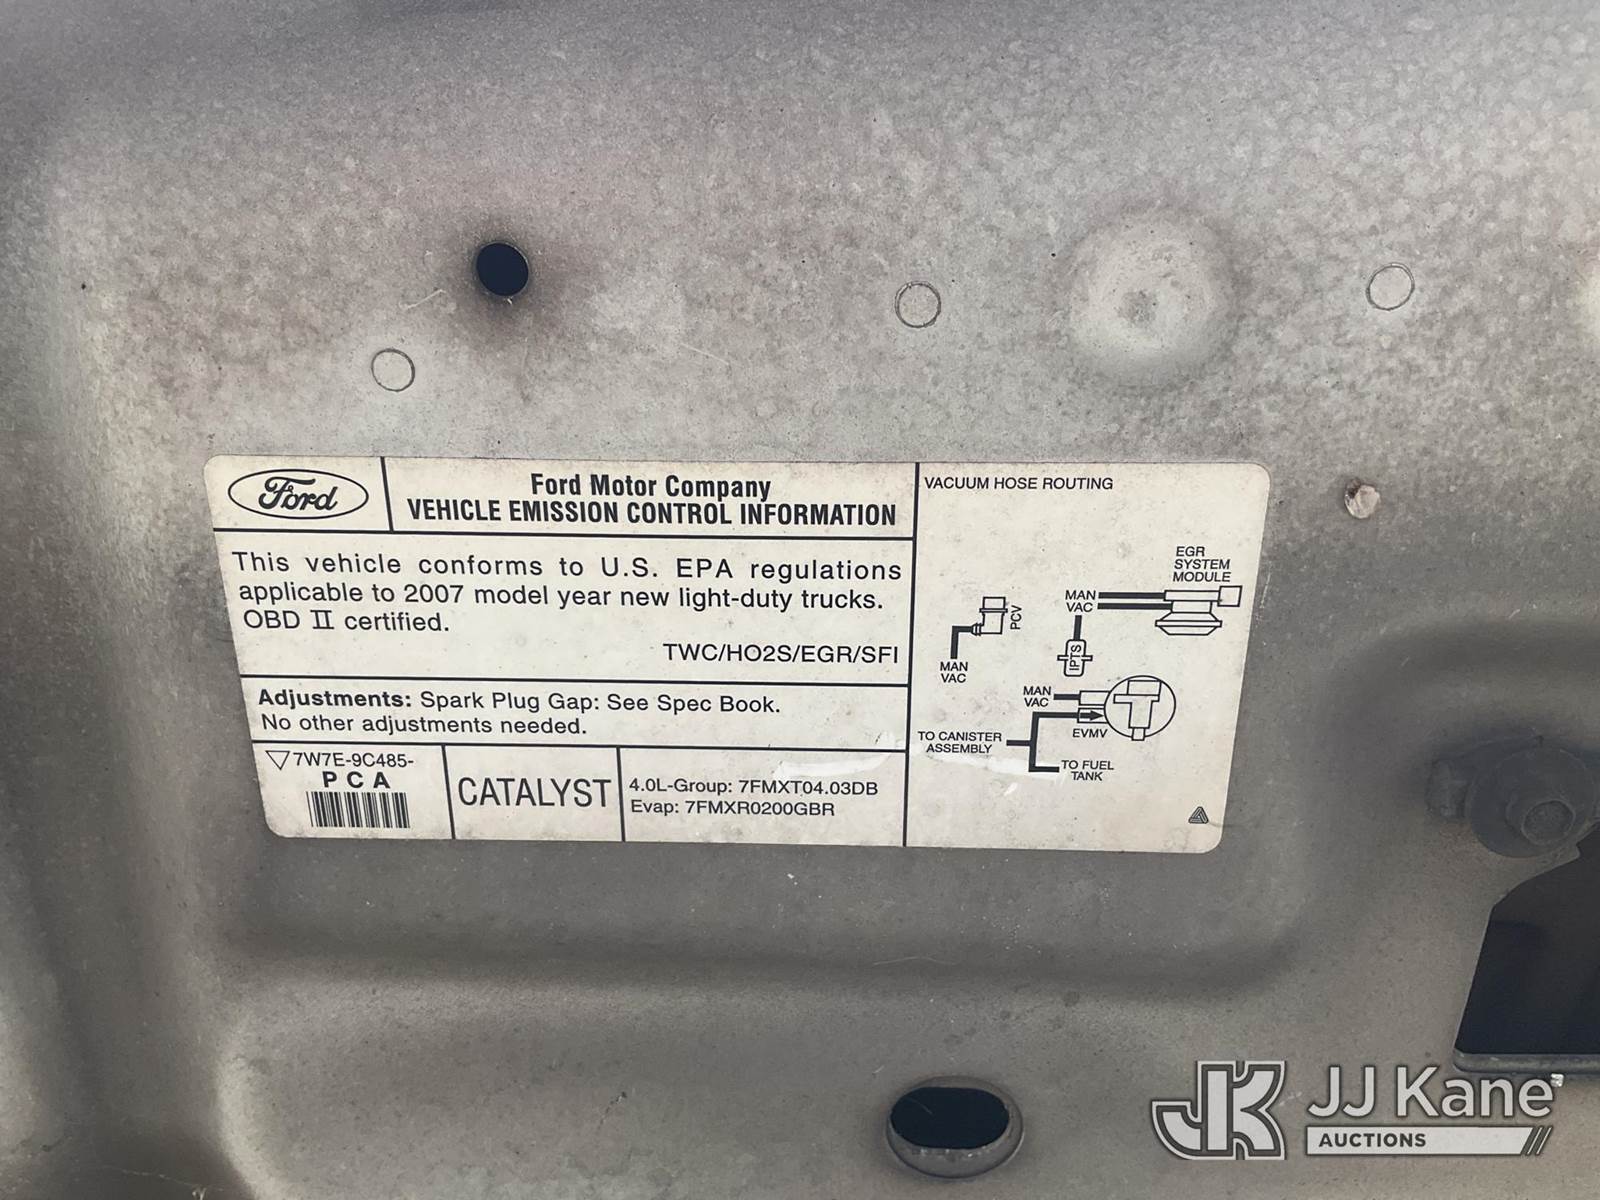 Ford
Ford Motor Company
VEHICLE EMISSION CONTROL INFORMATION
This vehicle conforms to U.S. EPA regulations
applicable to 2007 model year new light-duty trucks.
OBD II certified.
TWC/HO2S/EGR/SFI
Adjustments: Spark Plug Gap: See Spec Book.
No other adjustments needed.
7W7E-9C485-
PCA
CATALYST
4.0L-Group: 7FMXT04.03DB
Evap: 7FMXR0200GBR
VACUUM HOSE ROUTING
EGR
SYSTEM
MODULE
MAN
VAC
PCV
MAN
VAC
IPTS
MAN
VAC
EVMV
TO CANISTER
ASSEMBLY
TO FUEL
TANK
JK
JJ Kane
AUCTIONS